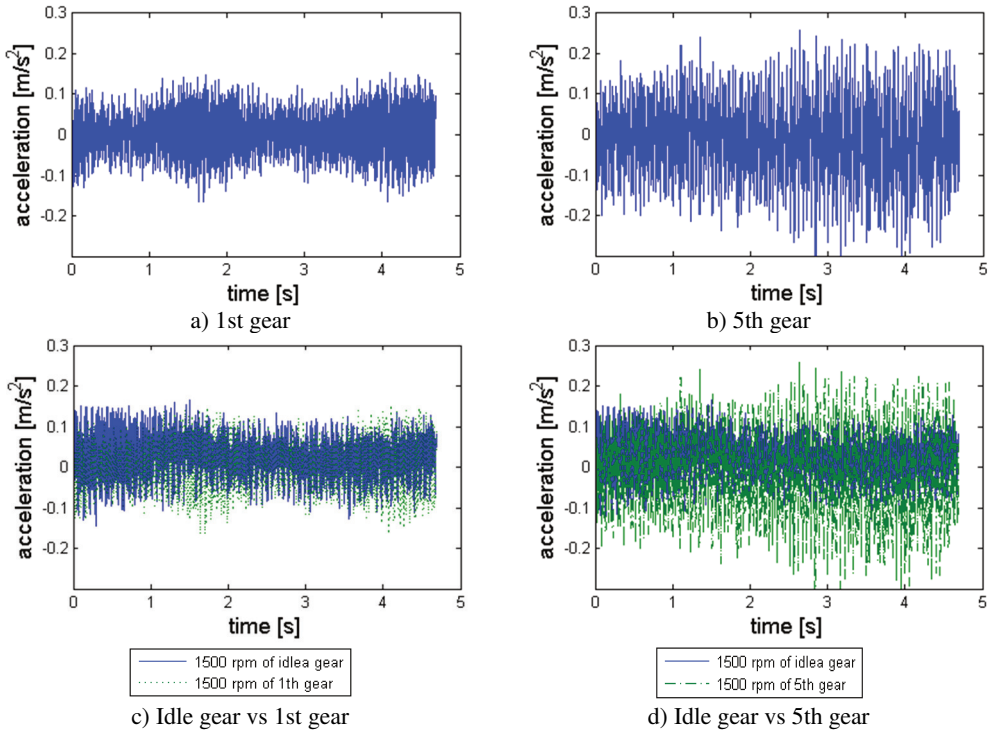 0.3
0.2
0.1
0
-0.1
-0.2
0 1 2 3 4 5
acceleration [m/s²]
time [s]
a) 1st gear
0.3
0.2
0.1
0
-0.1
-0.2
0 1 2 3 4 5
acceleration [m/s²]
time [s]
b) 5th gear
0.3
0.2
0.1
0
-0.1
-0.2
0 1 2 3 4 5
acceleration [m/s²]
time [s]
1500 rpm of idlea gear
1500 rpm of 1th gear
c) Idle gear vs 1st gear
0.3
0.2
0.1
0
-0.1
-0.2
0 1 2 3 4 5
acceleration [m/s²]
time [s]
1500 rpm of idlea gear
1500 rpm of 5th gear
d) Idle gear vs 5th gear